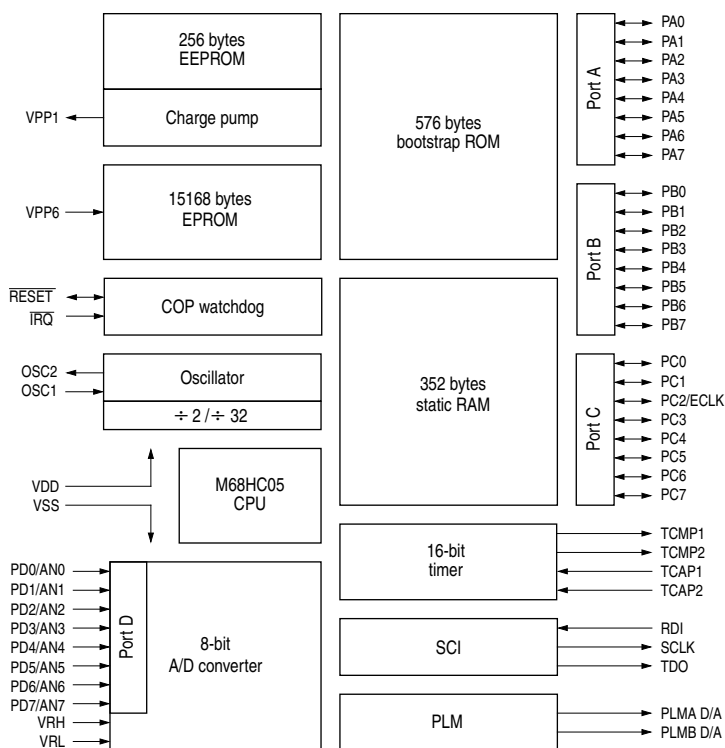 256 bytes
EEPROM
VPP1
Charge pump
VPP6
15168 bytes
EPROM
RESET
IRQ
COP watchdog
OSC2
OSC1
Oscillator
÷ 2 / ÷ 32
VDD
VSS
M68HC05
CPU
PD0/AN0
PD1/AN1
PD2/AN2
PD3/AN3
PD4/AN4
PD5/AN5
PD6/AN6
PD7/AN7
VRH
VRL
Port D
8-bit
A/D converter
576 bytes
bootstrap ROM
352 bytes
static RAM
16-bit
timer
SCI
PLM
Port A
PA0
PA1
PA2
PA3
PA4
PA5
PA6
PA7
Port B
PB0
PB1
PB2
PB3
PB4
PB5
PB6
PB7
Port C
PC0
PC1
PC2/ECLK
PC3
PC4
PC5
PC6
PC7
TCMP1
TCMP2
TCAP1
TCAP2
RDI
SCLK
TDO
PLMA D/A
PLMB D/A